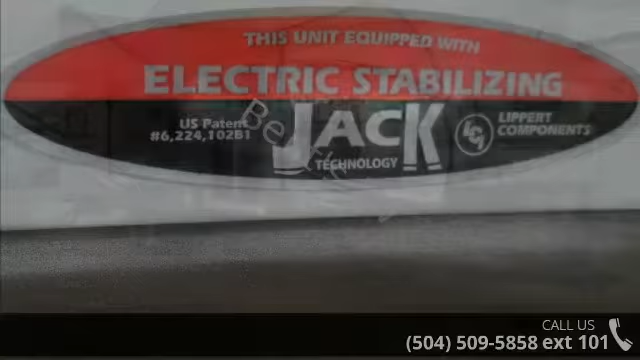 THIS UNIT EQUIPPED WITH
ELECTRIC STABILIZING
US Patent
#6,224,102B1
JACK
TECHNOLOGY
LCI
LIPPERT
COMPONENTS
CALL US
(504) 509-5858 ext 101